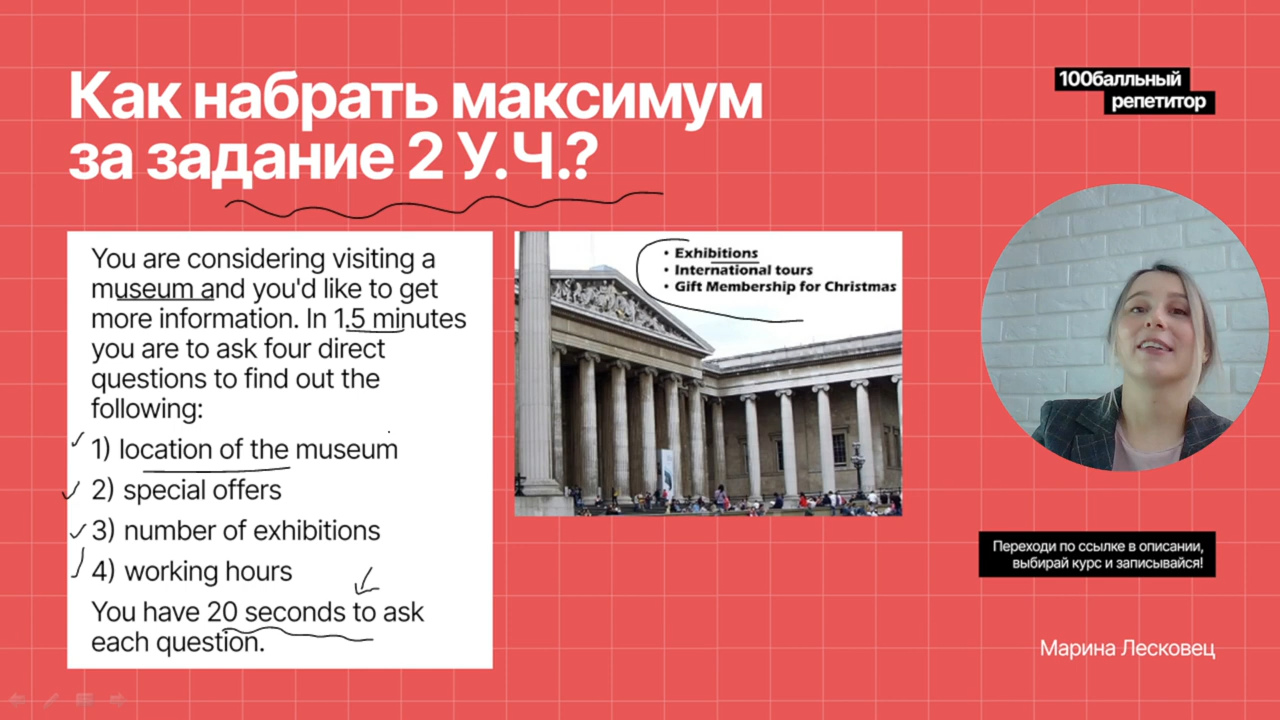 Как набрать максимум
за задание 2 У.Ч.?
100балльный
репетитор
You are considering visiting a
museum and you'd like to get
more information. In 1.5 minutes
you are to ask four direct
questions to find out the
following:
1) location of the museum
2) special offers
3) number of exhibitions
4) working hours
You have 20 seconds to ask
each question.
• Exhibitions
• International tours
• Gift Membership for Christmas
Переходи по ссылке в описании,
выбирай курс и записывайся!
Марина Лесковец